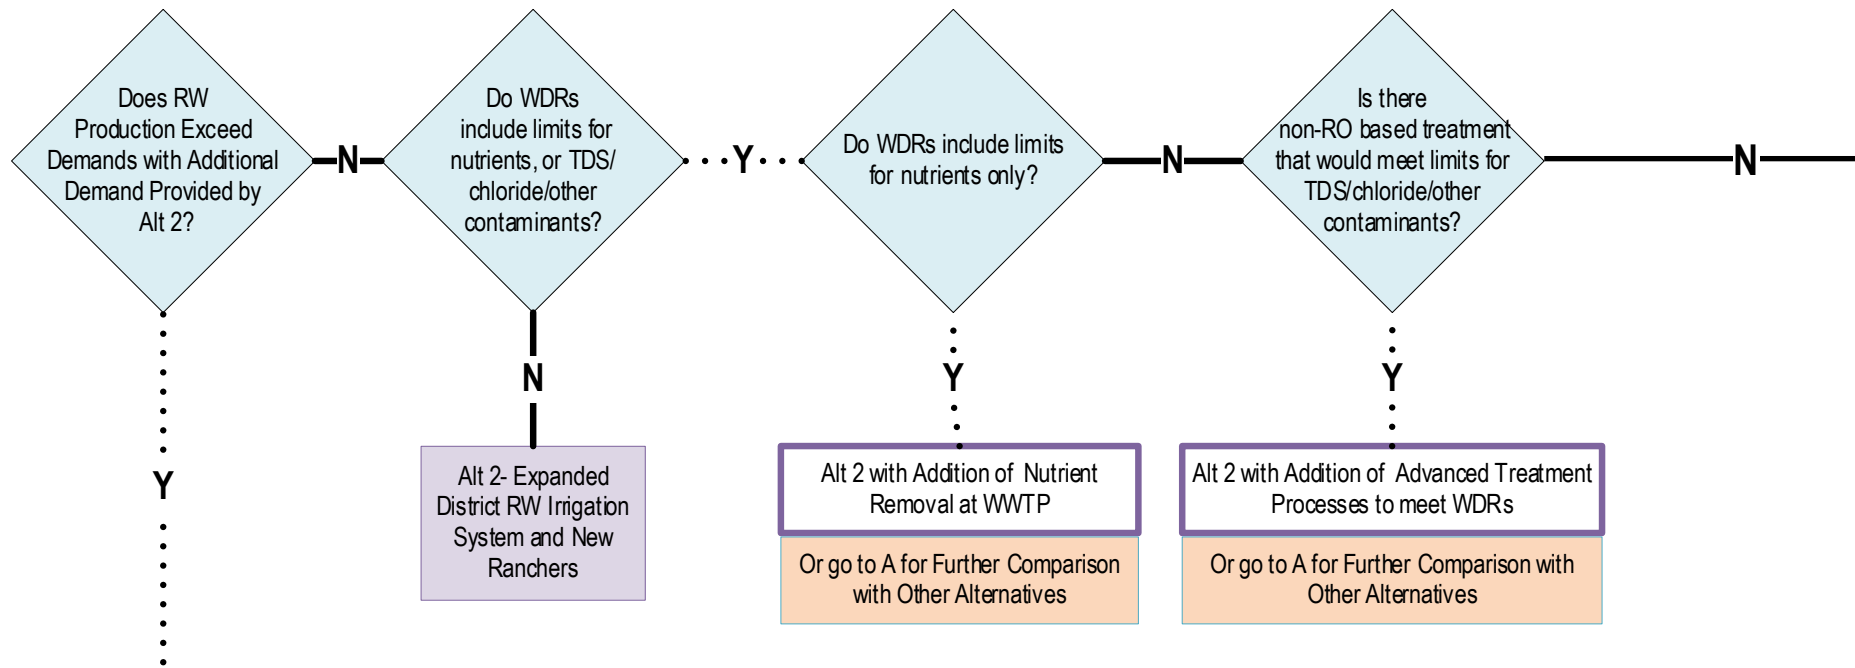 Does RW
Production Exceed
Demands with Additional
Demand Provided by
Alt 2?
N
Do WDRs
include limits for
nutrients, or TDS/
chloride/other
contaminants?
Y
Do WDRs include limits
for nutrients only?
N
Is there
non-RO based treatment
that would meet limits for
TDS/chloride/other
contaminants?
N
Y
N
Y
Y
Alt 2- Expanded
District RW Irrigation
System and New
Ranchers
Alt 2 with Addition of Nutrient
Removal at WWTP
Or go to A for Further Comparison
with Other Alternatives
Alt 2 with Addition of Advanced Treatment
Processes to meet WDRs
Or go to A for Further Comparison with
Other Alternatives